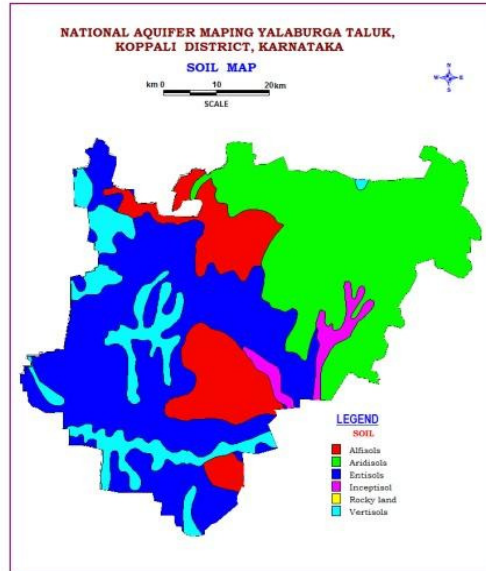 NATIONAL AQUIFER MAPING YALABURGA TALUK,
KOPPALI DISTRICT, KARNATAKA
SOIL MAP
km 0 10 20km
SCALE
N
W E
S
LEGEND
SOIL
Alfisols
Aridisols
Entisols
Inceptisol
Rocky land
Vertisols